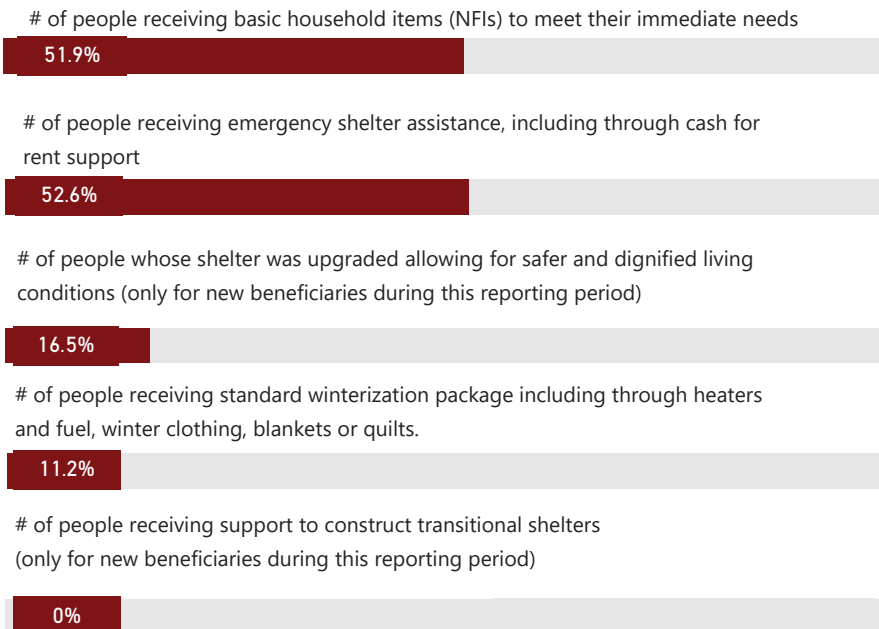 # of people receiving basic household items (NFIs) to meet their immediate needs
51.9%
# of people receiving emergency shelter assistance, including through cash for
rent support
52.6%
# of people whose shelter was upgraded allowing for safer and dignified living
conditions (only for new beneficiaries during this reporting period)
16.5%
# of people receiving standard winterization package including through heaters
and fuel, winter clothing, blankets or quilts.
11.2%
# of people receiving support to construct transitional shelters
(only for new beneficiaries during this reporting period)
0%